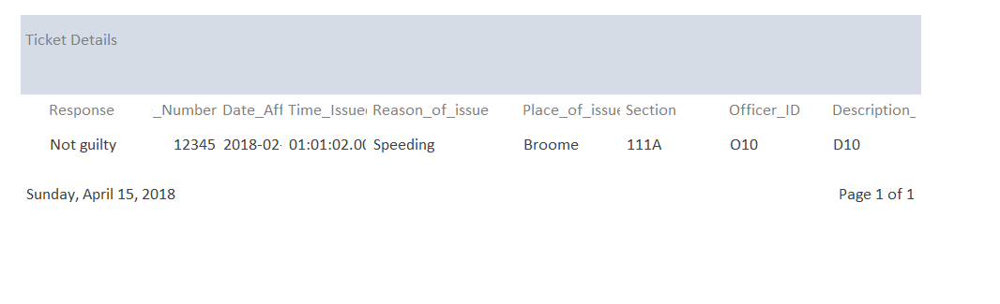 Ticket Details
Response _Number Date_Aff Time_Issue Reason_of_issue Place_of_issu Section Officer_ID Description_
Not guilty 12345 2018-02- 01:01:02.0 Speeding Broome 111A O10 D10
Sunday, April 15, 2018 Page 1 of 1